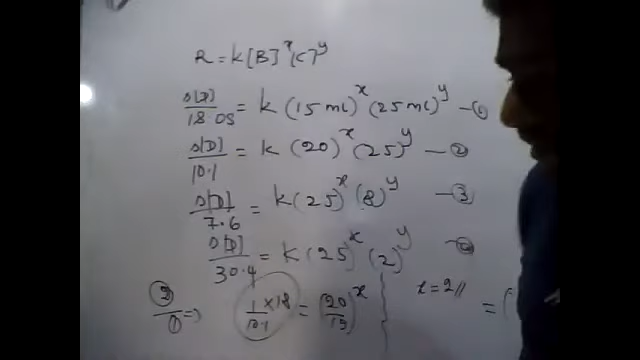 R = k[B]^x [C]^y
Δ[D]/18.05 = k (15 ml)^x (25 ml)^y —①
Δ[D]/10.1 = k (20)^x (25)^y —②
Δ[D]/7.6 = k (25)^x (8)^y —③
Δ[D]/30.4 = k (25)^x (2)^y —④
②/① ⇒ 1/10.1 × 18 = (20/15)^x x = 2// = (